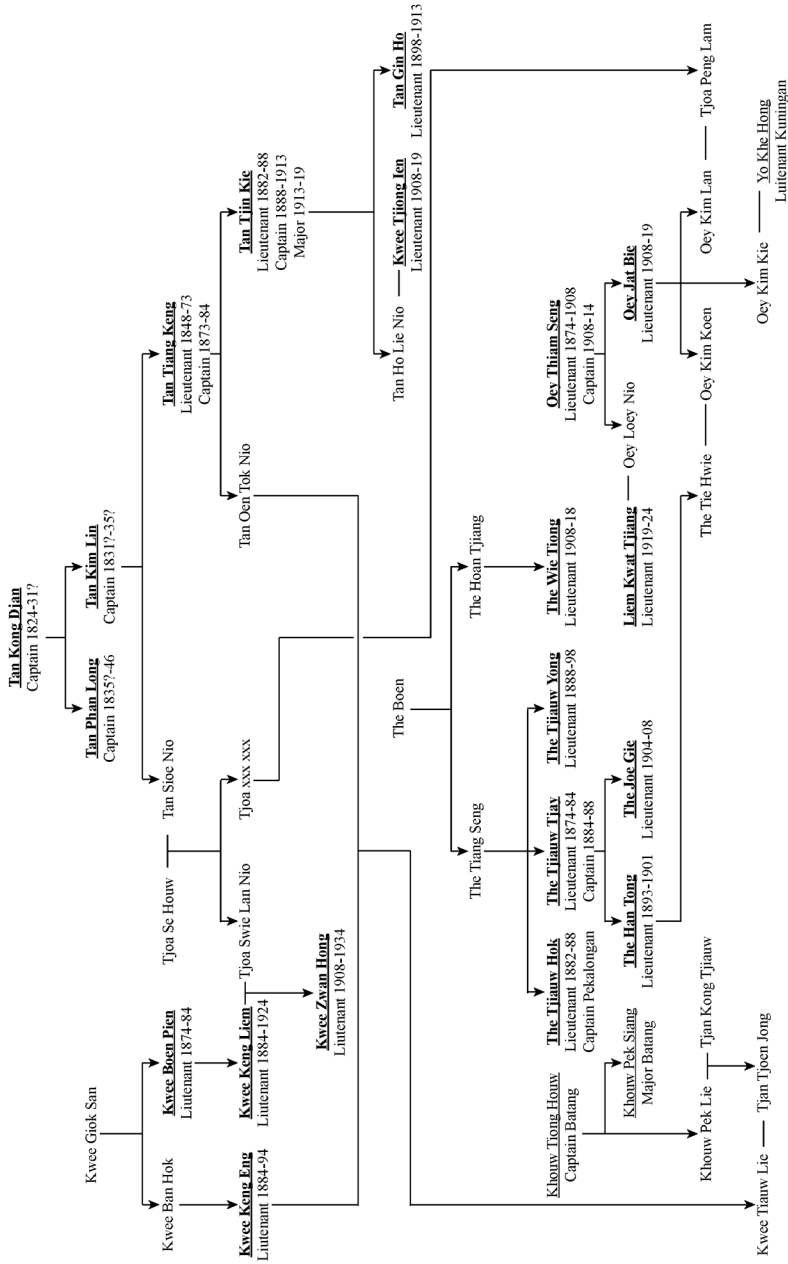 Tan Kong Djan
Captain 1824-31?
Tan Phan Long
Captain 1835?-46
Tan Kim Lin
Captain 1831?-35?
Kwee Giok San
Kwee Ban Hok
Kwee Boen Pien
Liutenant 1874-84
Tjoa Se Houw
Tan Sioe Nio
Tan Tiang Keng
Lieutenant 1848-73
Captain 1873-84
Kwee Keng Eng
Liutenant 1884-94
Kwee Keng Liem
Liutenant 1884-1924
Tjoa Swie Lan Nio
Tjoa xxx xxx
Tan Oen Tok Nio
Tan Tjin Kie
Lieutenant 1882-88
Captain 1888-1913
Major 1913-19
Kwee Zwan Hong
Liutenant 1908-1934
The Boen
Tan Ho Lie Nio
Kwee Tjiong Ien
Lieutenant 1908-19
Tan Gin Ho
Lieutenant 1898-1913
The Tiang Seng
The Hoan Tjiang
Khouw Tiong Houw
Captain Batang
The Tjiauw Hok
Lieutenant 1882-88
Captain Pekalongan
The Tjiauw Tjay
Lieutenant 1874-84
Captain 1884-88
The Tjiauw Yong
Lieutenant 1888-98
The Wie Tiong
Lieutenant 1908-18
Oey Thiam Seng
Lieutenant 1874-1908
Captain 1908-14
Khouw Pek Siang
Major Batang
The Han Tong
Lieutenant 1893-1901
The Joe Gie
Lieutenant 1904-08
Liem Kwat Tjiang
Lieutenant 1919-24
Oey Loey Nio
Oey Jat Bie
Lieutenant 1908-19
Khouw Pek Lie
Tjan Kong Tjiauw
The Tie Hwie
Oey Kim Koen
Oey Kim Lan
Tjoa Peng Lam
Kwee Tiauw Lie
Tjan Tjoen Jong
Oey Kim Kie
Yo Khe Hong
Luitenant Kuningan